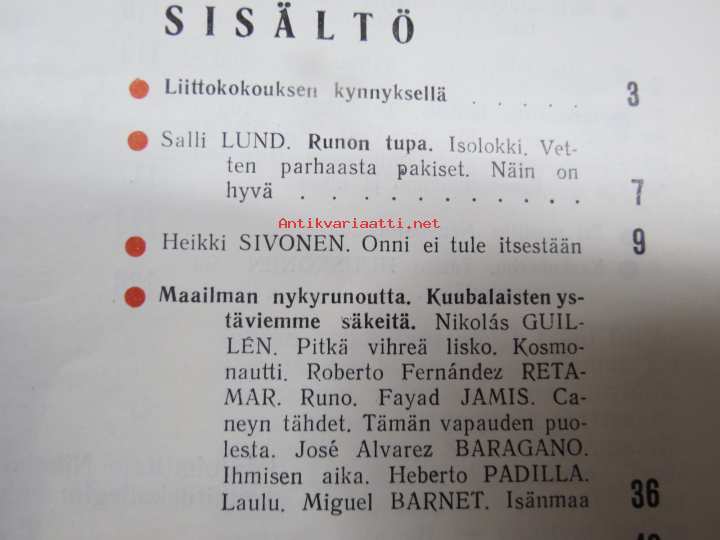 SISÄLTÖ
Liittokokouksen kynnyksellä . . . . . 3
Salli LUND. Runon tupa. Isolokki. Vet-
ten parhaasta pakiset. Näin on
hyvä . . . . . . . . . . 7
Antikvariaatti.net
Heikki SIVONEN. Onni ei tule itsestään 9
Maailman nykyrunoutta. Kuubalaisten ys-
täviemme säkeitä. Nikolás GUIL-
LÉN. Pitkä vihreä lisko. Kosmo-
nautti. Roberto Fernández RETA-
MAR. Runo. Fayad JAMIS. Ca-
neyn tähdet. Tämän vapauden puo-
lesta. José Alvarez BARAGANO.
Ihmisen aika. Heberto PADILLA.
Laulu. Miguel BARNET. Isänmaa 36